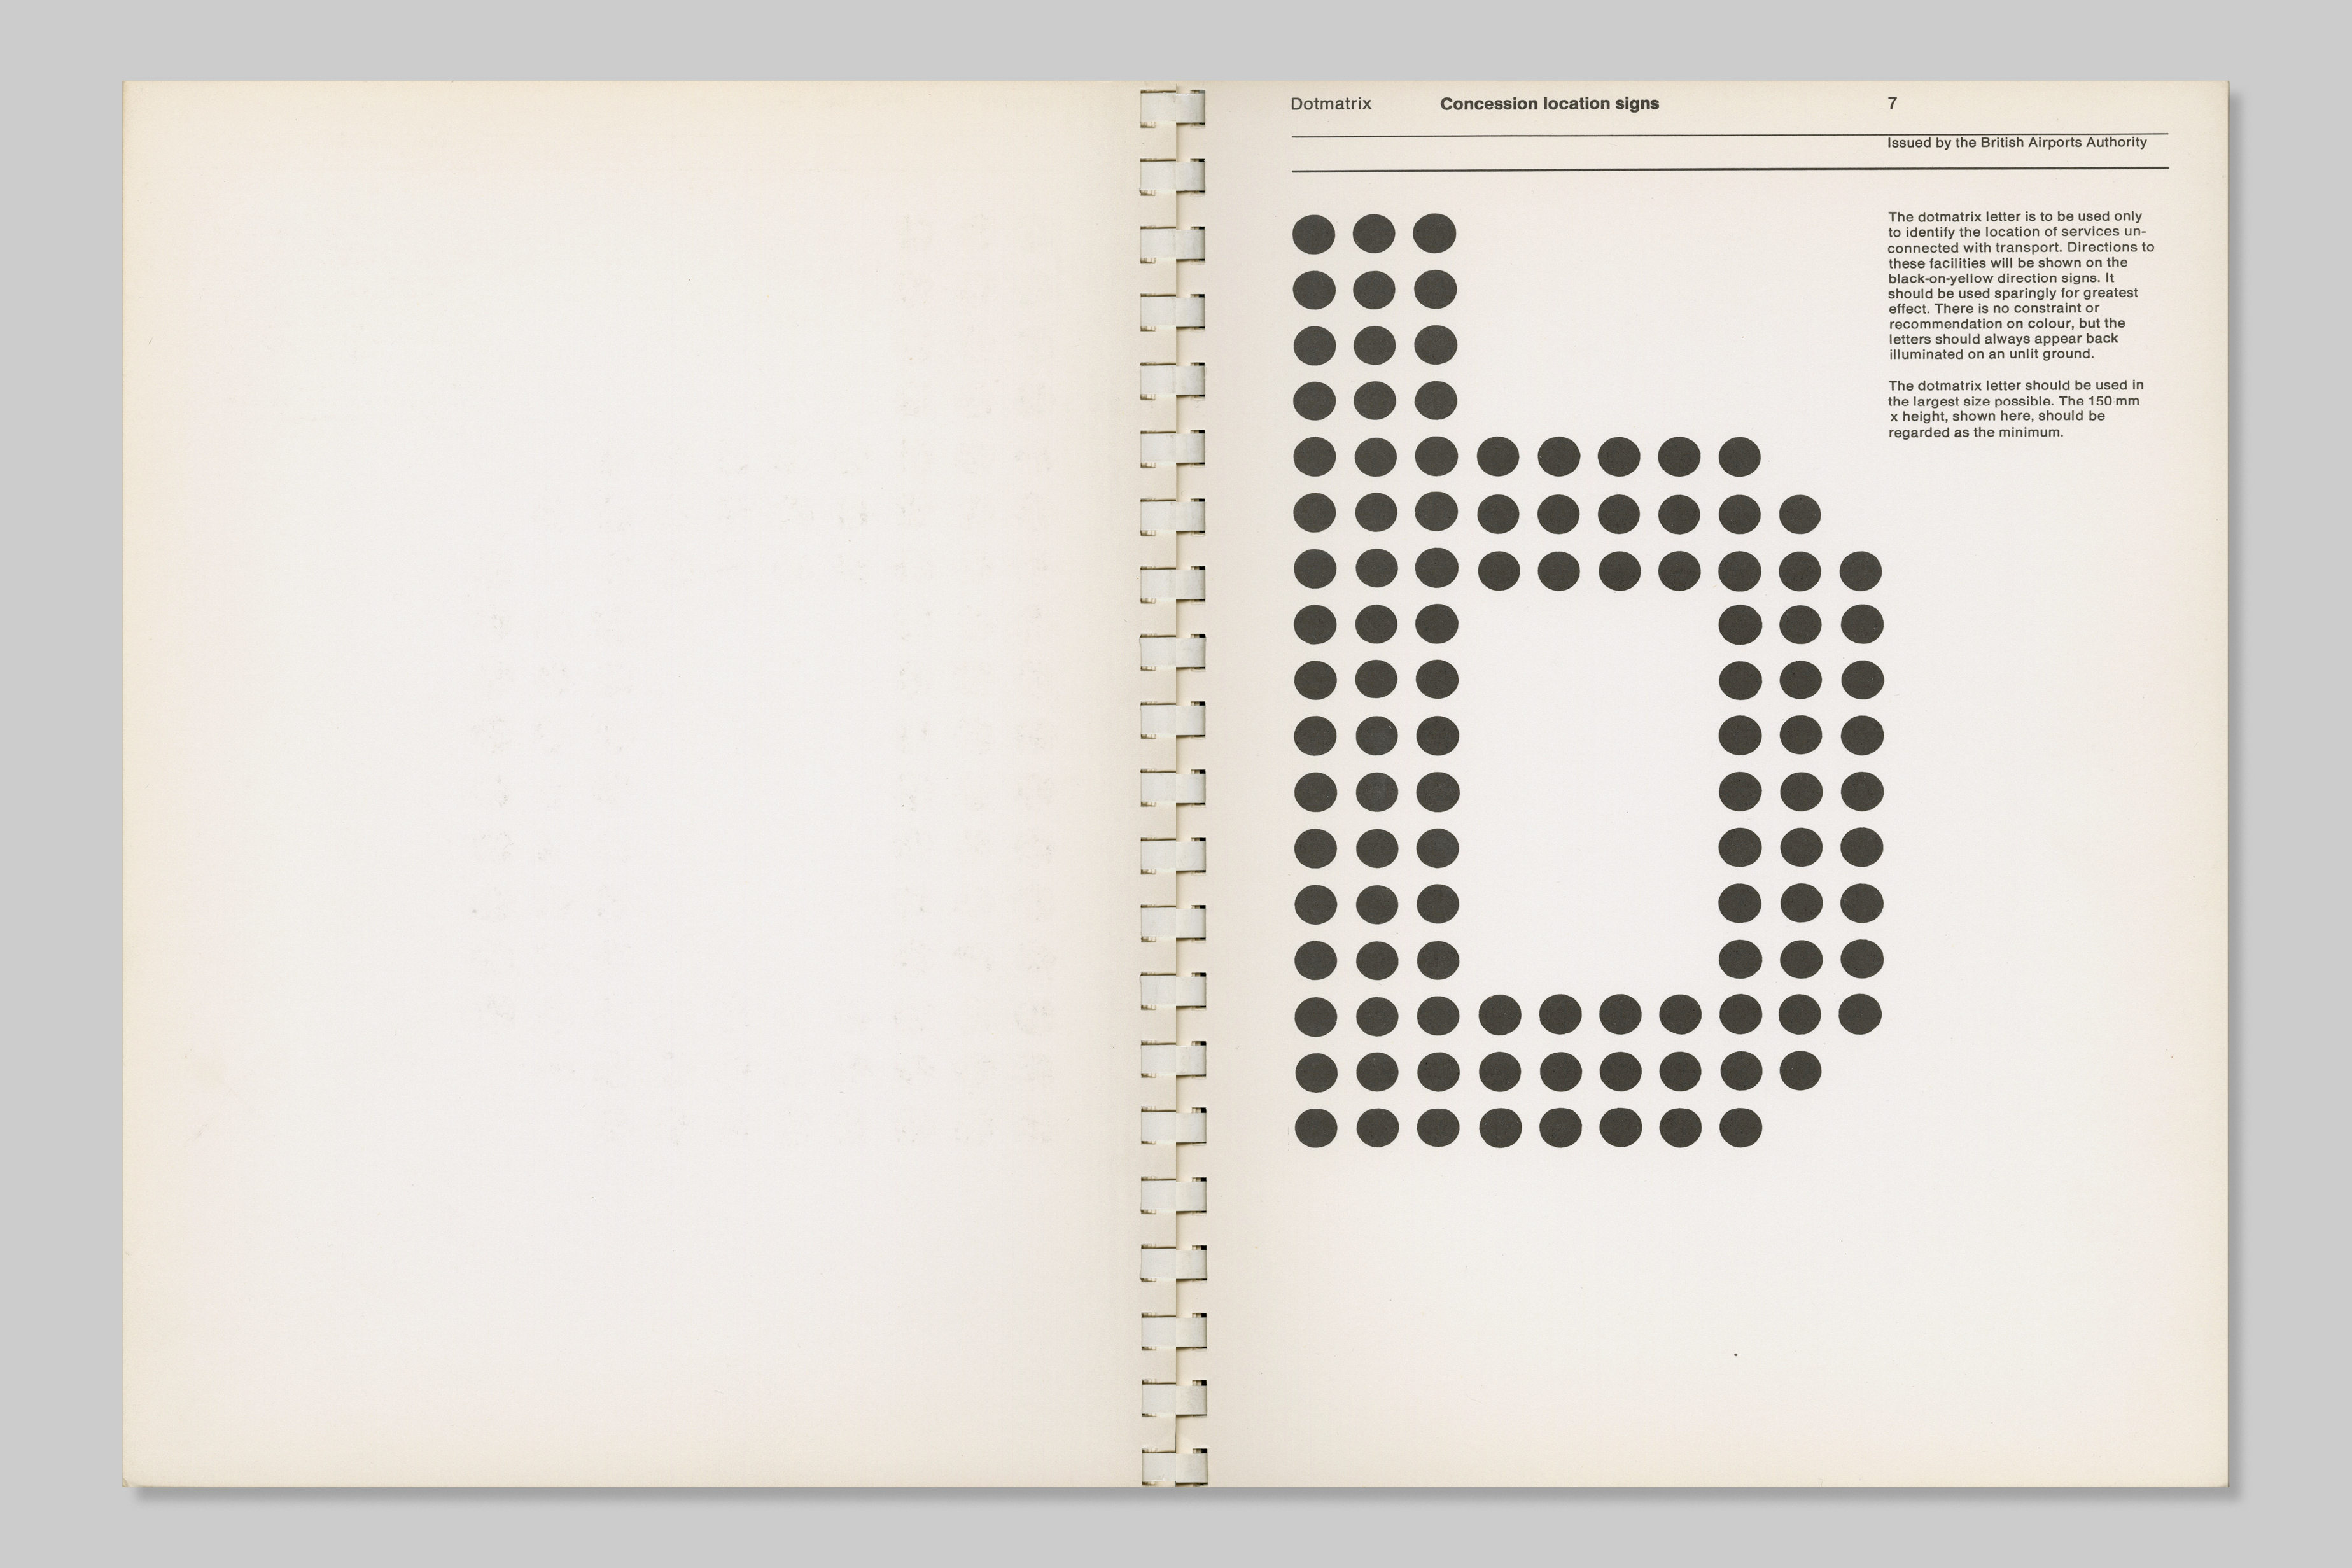 Dotmatrix
Concession location signs
7
Issued by the British Airports Authority
The dotmatrix letter is to be used only
to identify the location of services un-
connected with transport. Directions to
these facilities will be shown on the
black-on-yellow direction signs. It
should be used sparingly for greatest
effect. There is no constraint or
recommendation on colour, but the
letters should always appear back
illuminated on an unlit ground.
The dotmatrix letter should be used in
the largest size possible. The 150 mm
x height, shown here, should be
regarded as the minimum.
b